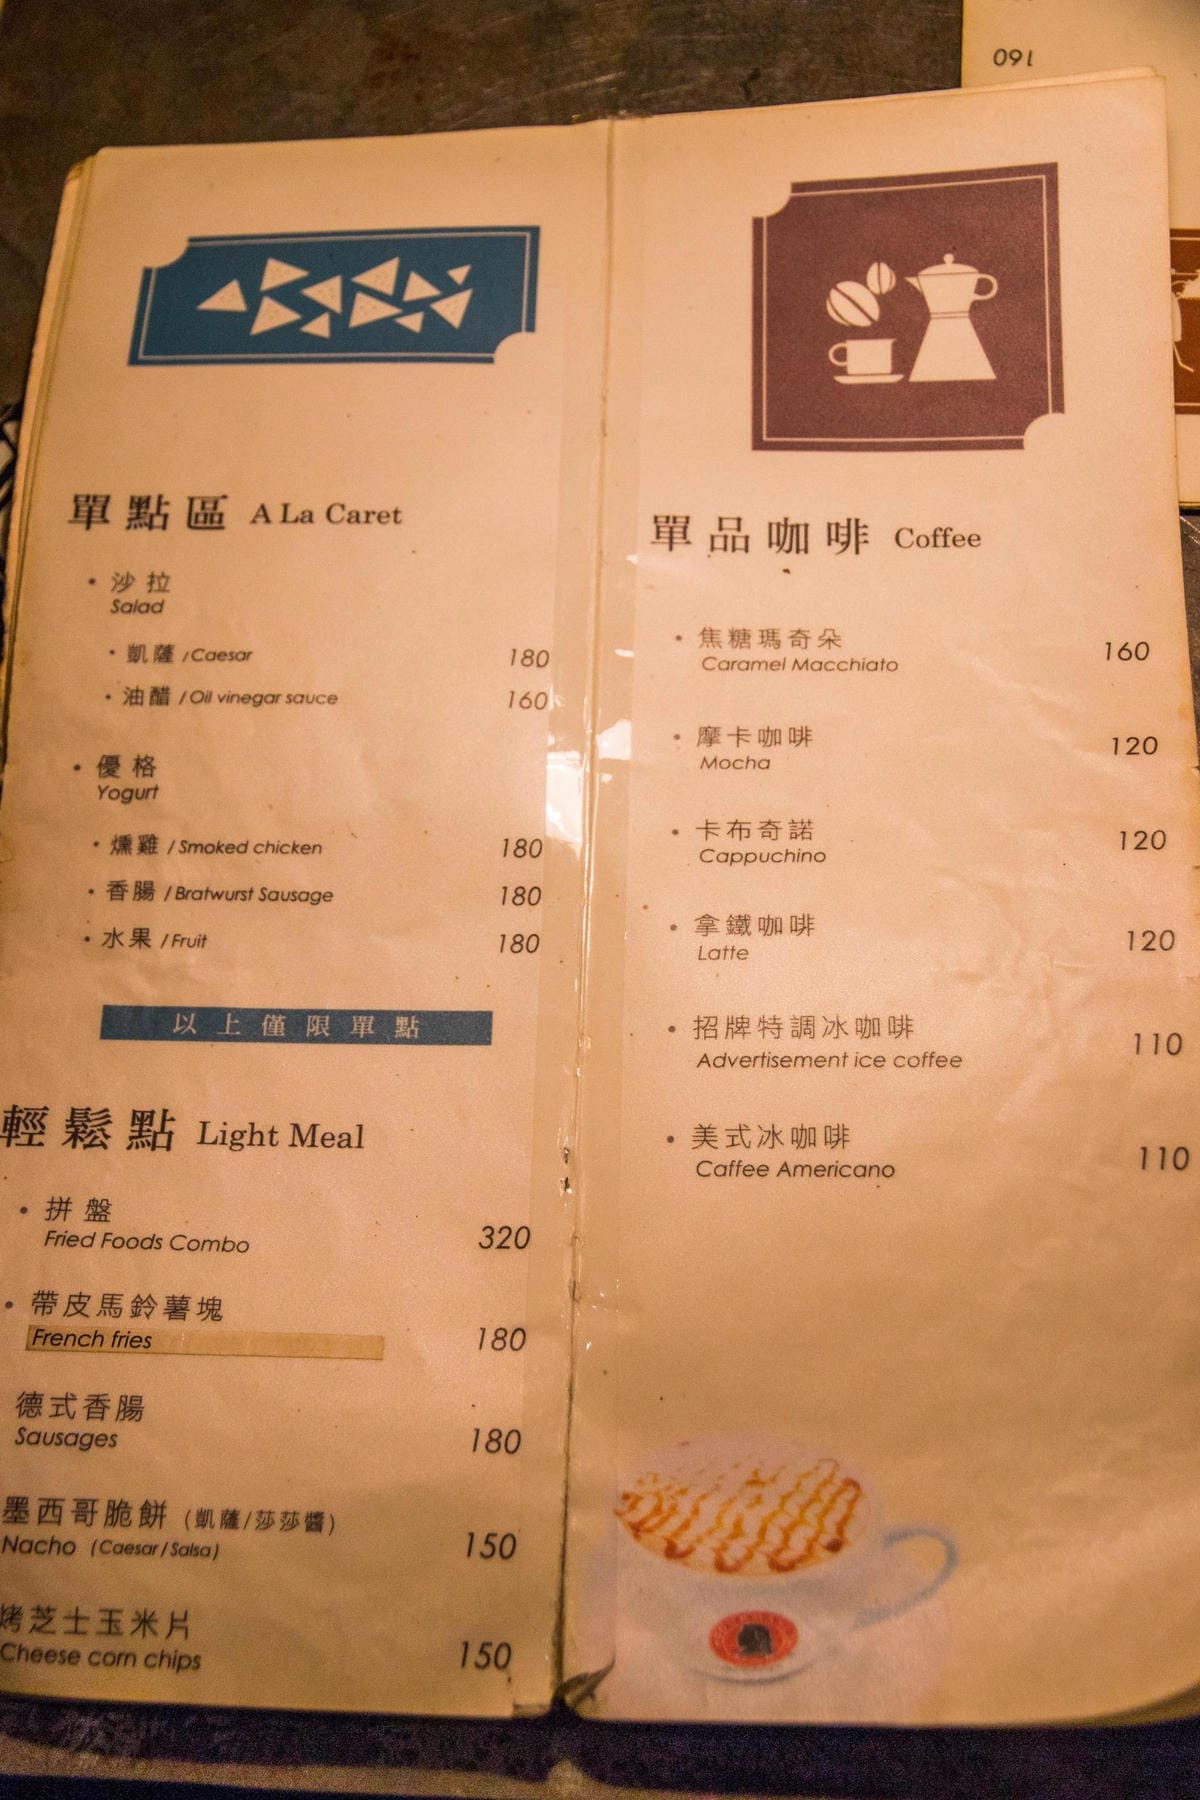 單點區 A La Caret
• 沙拉
Salad
• 凱薩 / Caesar 180
• 油醋 / Oil vinegar sauce 160
• 優格
Yogurt
• 燻雞 / Smoked chicken 180
• 香腸 / Bratwurst Sausage 180
• 水果 / Fruit 180
以上僅限單點
輕鬆點 Light Meal
• 拼盤
Fried Foods Combo 320
• 帶皮馬鈴薯塊
French fries 180
德式香腸
Sausages 180
墨西哥脆餅 (凱薩/莎莎醬)
Nacho (Caesar / Salsa) 150
烤芝士玉米片
Cheese corn chips 150
單品咖啡 Coffee
• 焦糖瑪奇朵
Caramel Macchiato 160
• 摩卡咖啡
Mocha 120
• 卡布奇諾
Cappuchino 120
• 拿鐵咖啡
Latte 120
• 招牌特調冰咖啡
Advertisement ice coffee 110
• 美式冰咖啡
Caffee Americano 110
160